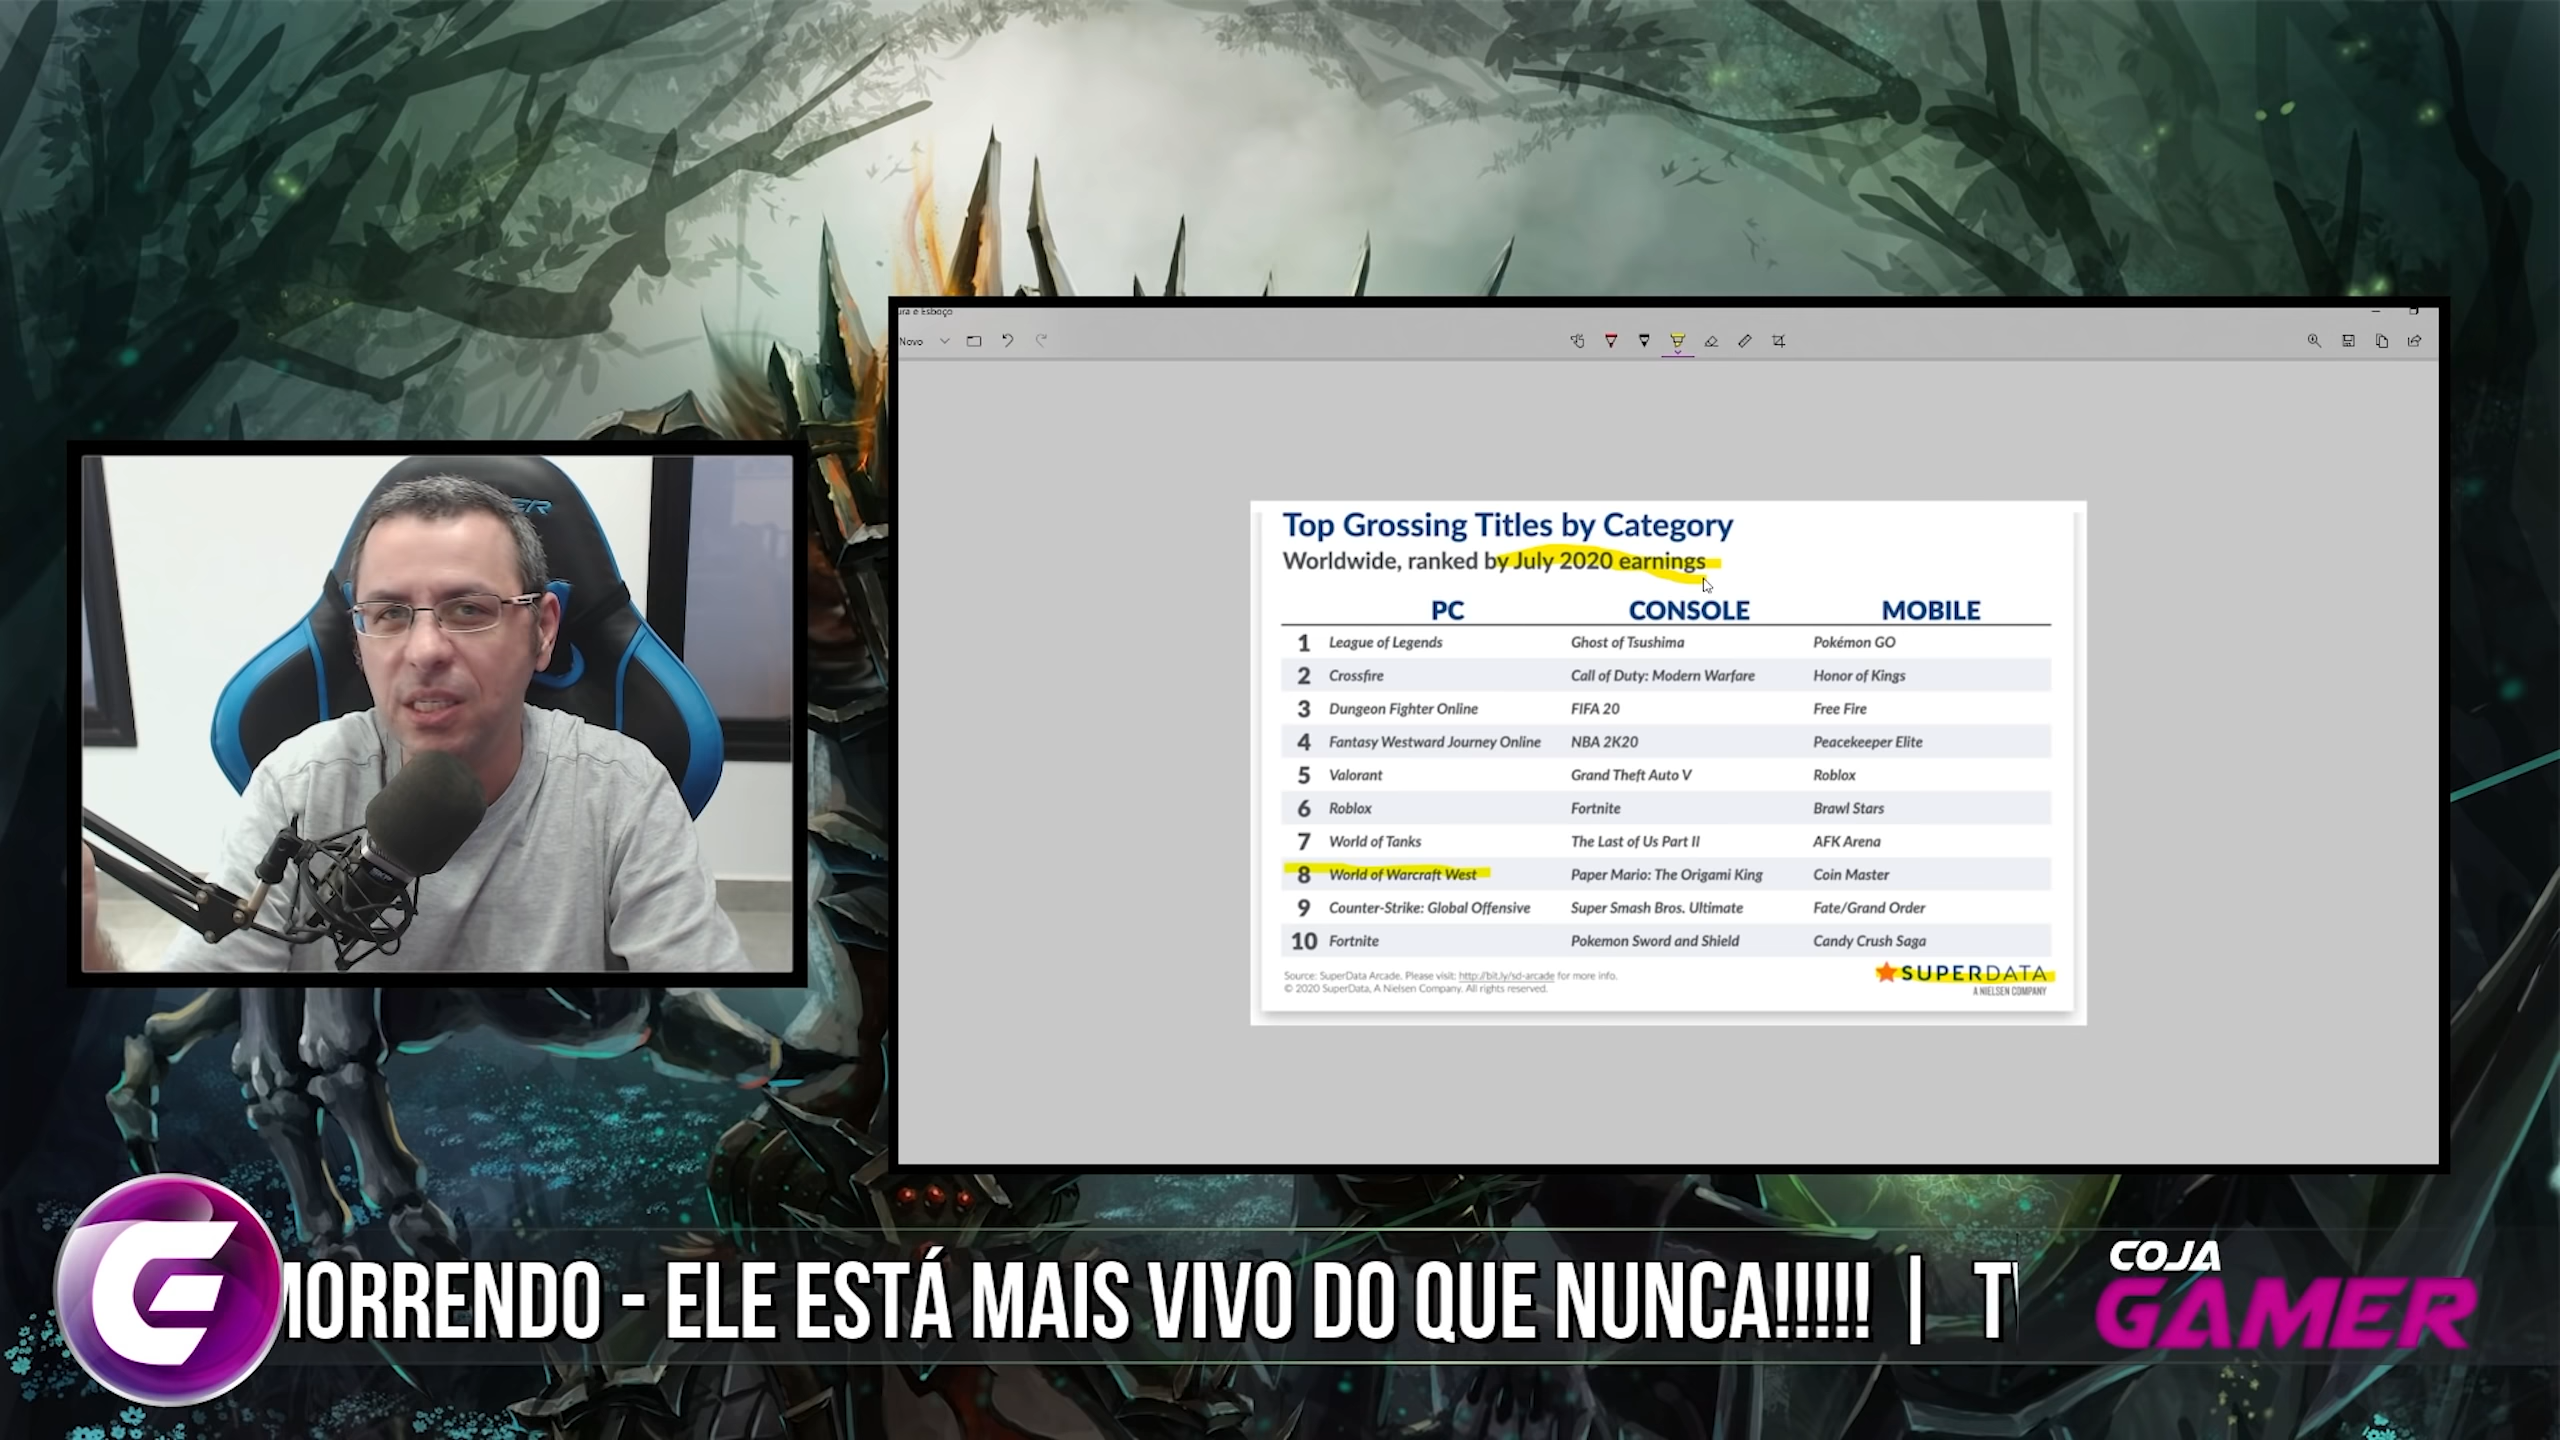 ura e Esboço
Novo
Top Grossing Titles by Category
Worldwide, ranked by July 2020 earnings
PC CONSOLE MOBILE
1 League of Legends Ghost of Tsushima Pokémon GO
2 Crossfire Call of Duty: Modern Warfare Honor of Kings
3 Dungeon Fighter Online FIFA 20 Free Fire
4 Fantasy Westward Journey Online NBA 2K20 Peacekeeper Elite
5 Valorant Grand Theft Auto V Roblox
6 Roblox Fortnite Brawl Stars
7 World of Tanks The Last of Us Part II AFK Arena
8 World of Warcraft West Paper Mario: The Origami King Coin Master
9 Counter-Strike: Global Offensive Super Smash Bros. Ultimate Fate/Grand Order
10 Fortnite Pokemon Sword and Shield Candy Crush Saga
Source: SuperData Arcade. Please visit: http://bit.ly/sd-arcade for more info.
© 2020 SuperData, A Nielsen Company. All rights reserved.
SUPERDATA
A NIELSEN COMPANY
MORRENDO - ELE ESTÁ MAIS VIVO DO QUE NUNCA!!!!! | T
COJA
GAMER